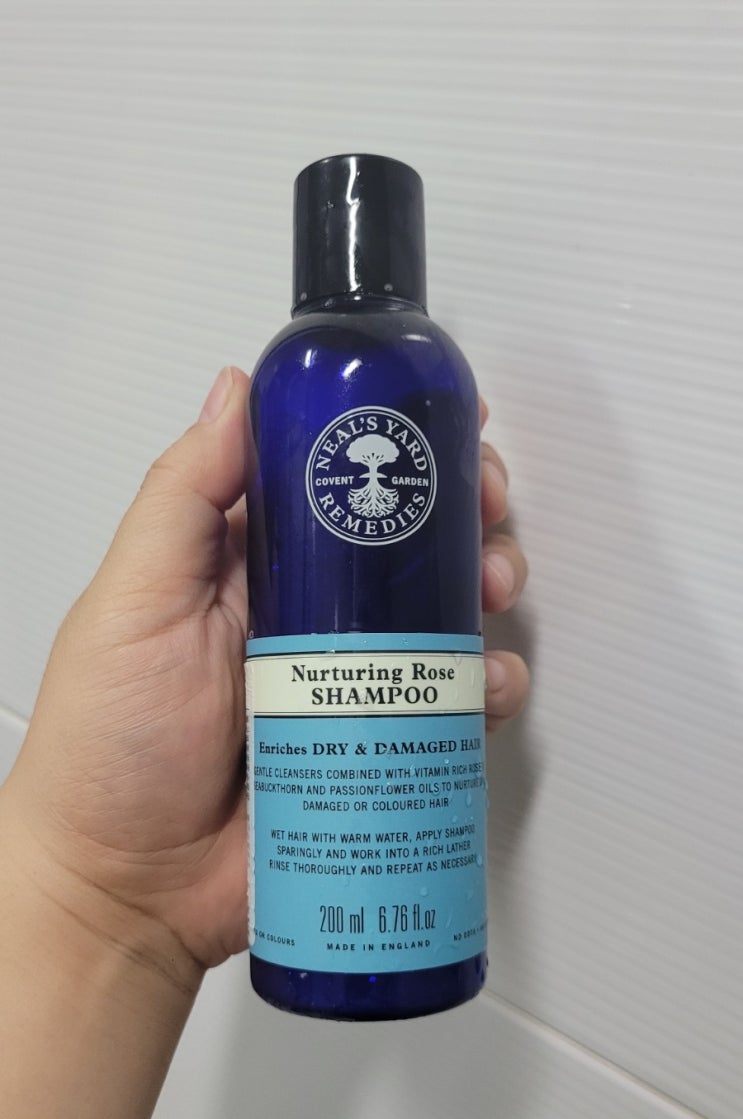 NEAL'S YARD
COVENT GARDEN
REMEDIES
Nurturing Rose
SHAMPOO
Enriches DRY & DAMAGED HAIR
GENTLE CLEANSERS COMBINED WITH VITAMIN RICH ROSE
SEABUCKTHORN AND PASSIONFLOWER OILS TO NURTURE
DAMAGED OR COLOURED HAIR
WET HAIR WITH WARM WATER, APPLY SHAMPOO
SPARINGLY AND WORK INTO A RICH LATHER
RINSE THOROUGHLY AND REPEAT AS NECESSARY
200 ml 6.76 fl.oz
OR COLOURS
MADE IN ENGLAND
NO